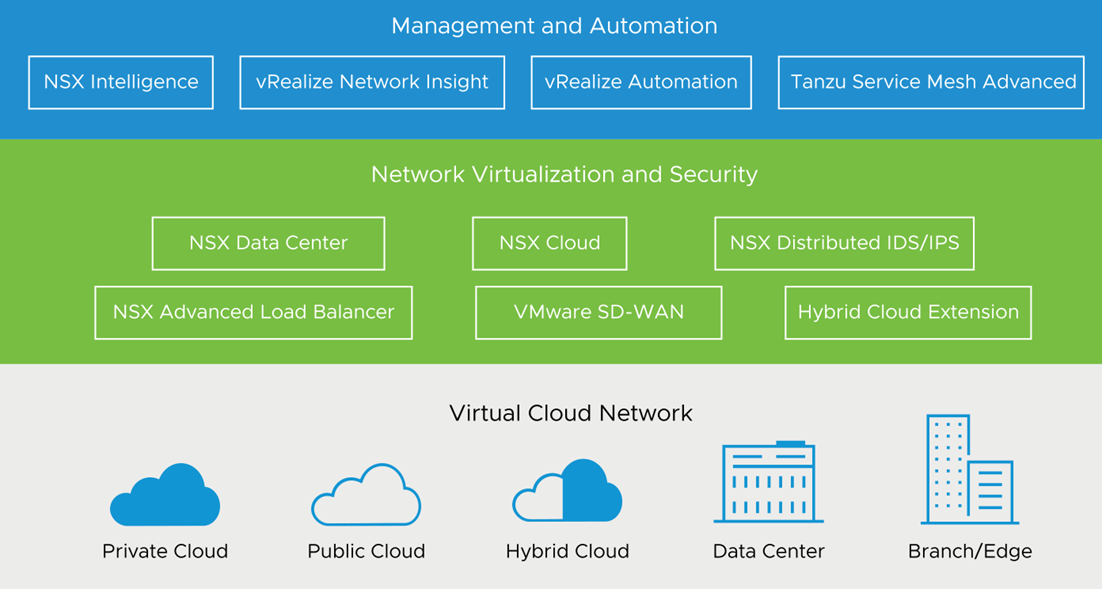 Management and Automation
NSX Intelligence
vRealize Network Insight
vRealize Automation
Tanzu Service Mesh Advanced
Network Virtualization and Security
NSX Data Center
NSX Cloud
NSX Distributed IDS/IPS
NSX Advanced Load Balancer
VMware SD-WAN
Hybrid Cloud Extension
Virtual Cloud Network
Private Cloud
Public Cloud
Hybrid Cloud
Data Center
Branch/Edge